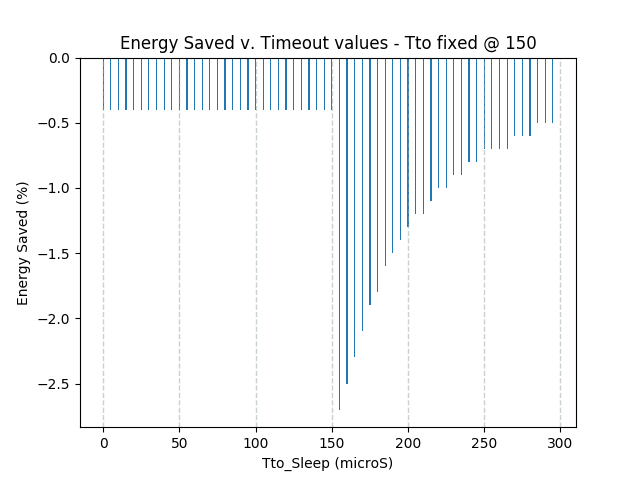 Energy Saved v. Timeout values - Tto fixed @ 150
0.0
−0.5
−1.0
−1.5
−2.0
−2.5
Energy Saved (%)
0 50 100 150 200 250 300
Tto_Sleep (microS)